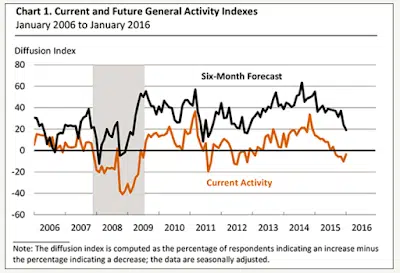 Chart 1. Current and Future General Activity Indexes
January 2006 to January 2016
Diffusion Index
80
60
40
20
0
-20
-40
-60
Six-Month Forecast
Current Activity
2006 2007 2008 2009 2010 2011 2012 2013 2014 2015 2016
Note: The diffusion index is computed as the percentage of respondents indicating an increase minus
the percentage indicating a decrease; the data are seasonally adjusted.